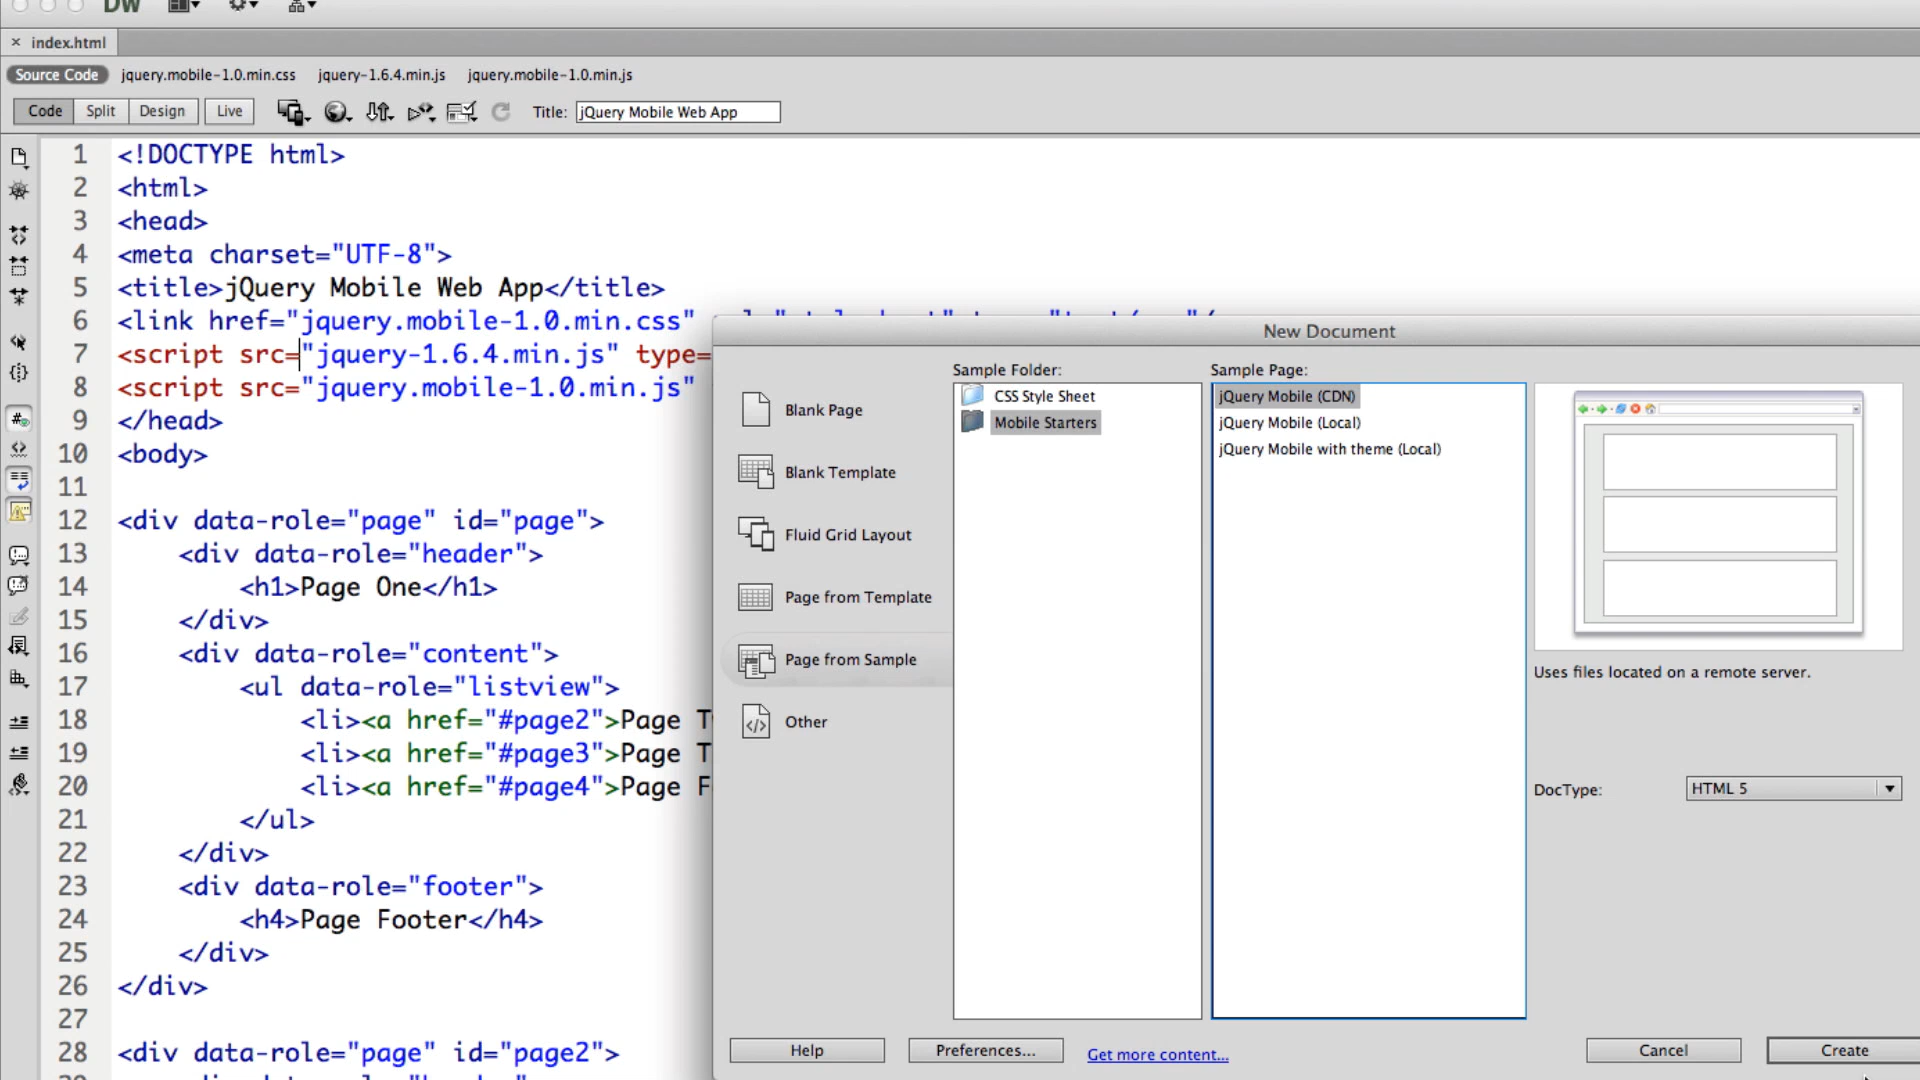 DW
× index.html
Source Code jquery.mobile-1.0.min.css jquery-1.6.4.min.js jquery.mobile-1.0.min.js
Code Split Design Live Title: jQuery Mobile Web App
1 <!DOCTYPE html>
2 <html>
3 <head>
4 <meta charset="UTF-8">
5 <title>jQuery Mobile Web App</title>
6 <link href="jquery.mobile-1.0.min.css"
7 <script src="jquery-1.6.4.min.js" type=
8 <script src="jquery.mobile-1.0.min.js"
9 </head>
10 <body>
11
12 <div data-role="page" id="page">
13 <div data-role="header">
14 <h1>Page One</h1>
15 </div>
16 <div data-role="content">
17 <ul data-role="listview">
18 <li><a href="#page2">Page T
19 <li><a href="#page3">Page T
20 <li><a href="#page4">Page F
21 </ul>
22 </div>
23 <div data-role="footer">
24 <h4>Page Footer</h4>
25 </div>
26 </div>
27
28 <div data-role="page" id="page2">
New Document
Blank Page
Blank Template
Fluid Grid Layout
Page from Template
Page from Sample
Other
Sample Folder:
CSS Style Sheet
Mobile Starters
Sample Page:
jQuery Mobile (CDN)
jQuery Mobile (Local)
jQuery Mobile with theme (Local)
Uses files located on a remote server.
DocType: HTML 5
Help Preferences... Get more content... Cancel Create